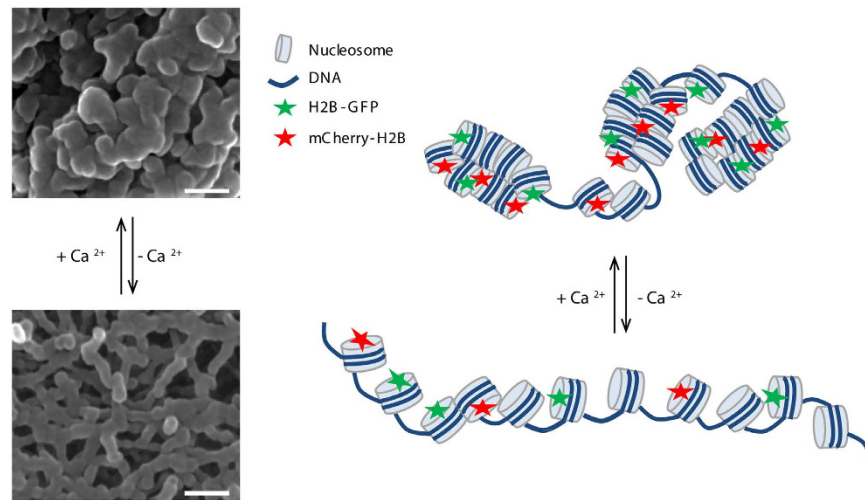 Nucleosome
DNA
H2B-GFP
mCherry-H2B
+ Ca 2+
- Ca 2+
+ Ca 2+
- Ca 2+